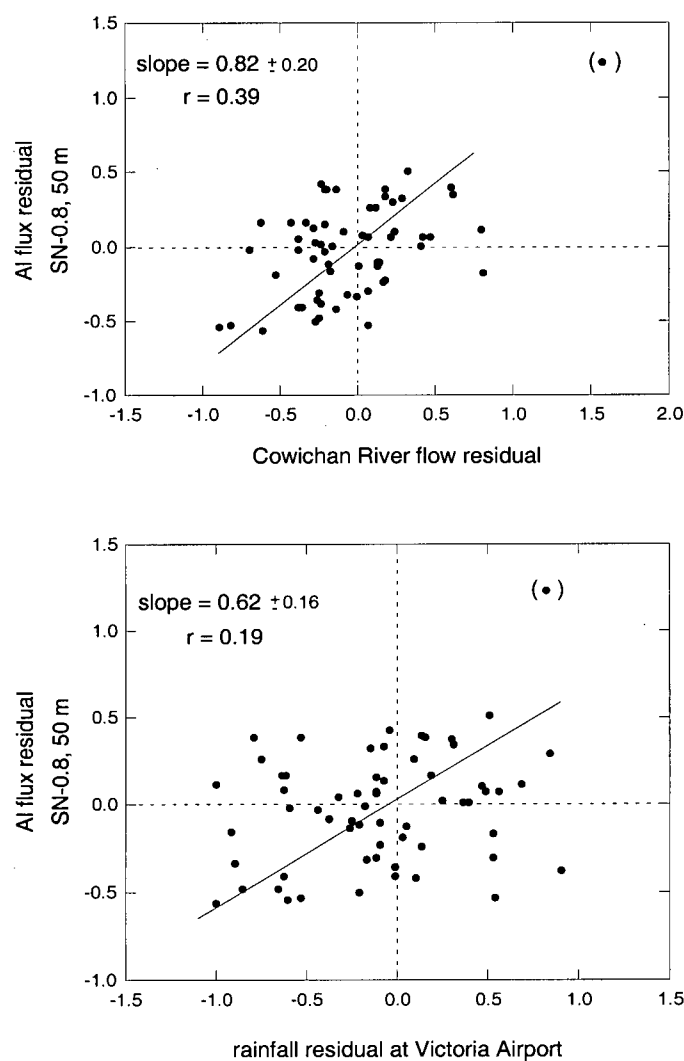 1.5
1.0
0.5
0.0
-0.5
-1.0
Al flux residual
SN-0.8, 50 m
slope = 0.82 ±0.20
r = 0.39
( )
-1.5
-1.0
-0.5
0.0
0.5
1.0
1.5
2.0
Cowichan River flow residual
1.5
1.0
0.5
0.0
-0.5
-1.0
Al flux residual
SN-0.8, 50 m
slope = 0.62 ±0.16
r = 0.19
( )
-1.5
-1.0
-0.5
0.0
0.5
1.0
1.5
rainfall residual at Victoria Airport